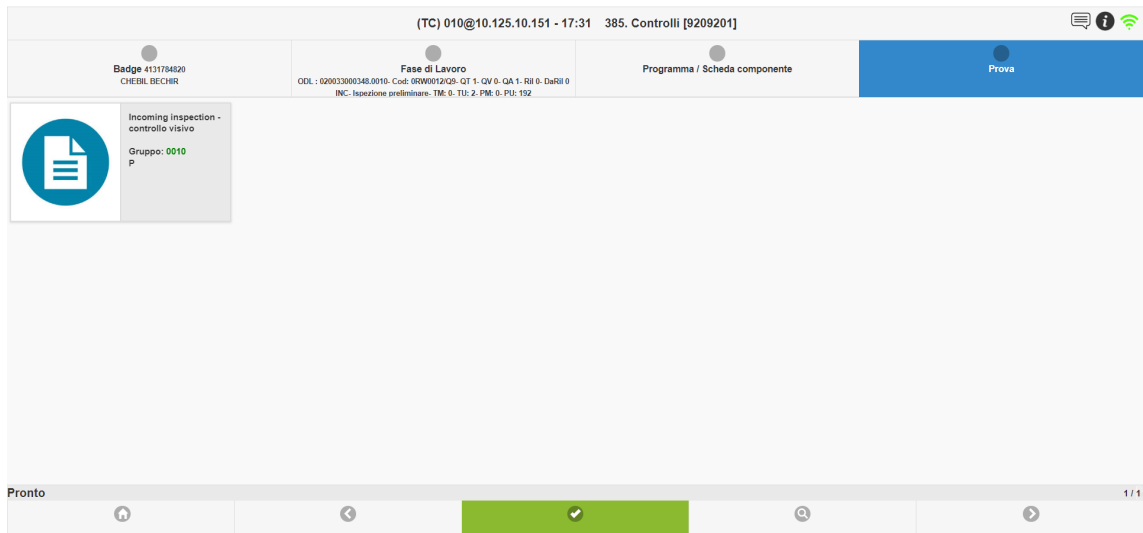 (TC) 010@10.125.10.151 - 17:31 385. Controlli [9209201]
Badge 4131784820
CHEBIL BECHIR
Fase di Lavoro
ODL : 020033000348.0010- Cod: 0RW0012/Q9- QT 1- QV 0- QA 1- Ril 0- DaRil 0
INC- Ispezione preliminare- TM: 0- TU: 2- PM: 0- PU: 192
Programma / Scheda componente
Prova
Incoming inspection -
controllo visivo
Gruppo: 0010
P
Pronto
1 / 1